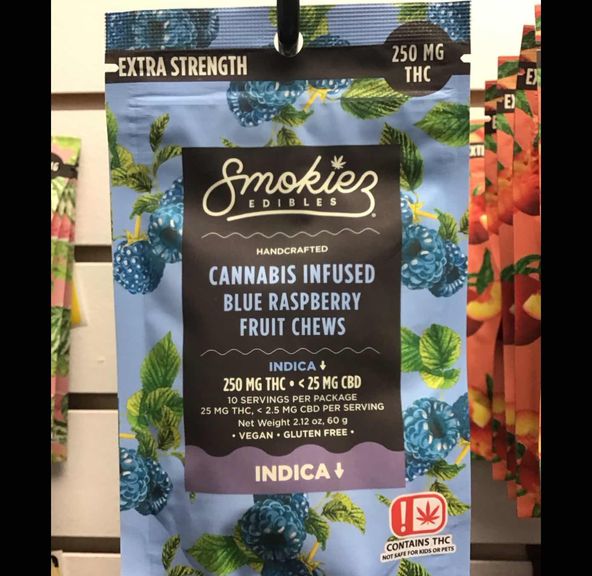 EXTRA STRENGTH
250 MG
THC
Smokiez
EDIBLES
HANDCRAFTED
CANNABIS INFUSED
BLUE RASPBERRY
FRUIT CHEWS
INDICA ↓
250 MG THC • < 25 MG CBD
10 SERVINGS PER PACKAGE
25 MG THC, < 2.5 MG CBD PER SERVING
Net Weight 2.12 oz, 60 g
• VEGAN • GLUTEN FREE •
INDICA ↓
!
CONTAINS THC
NOT SAFE FOR KIDS OR PETS